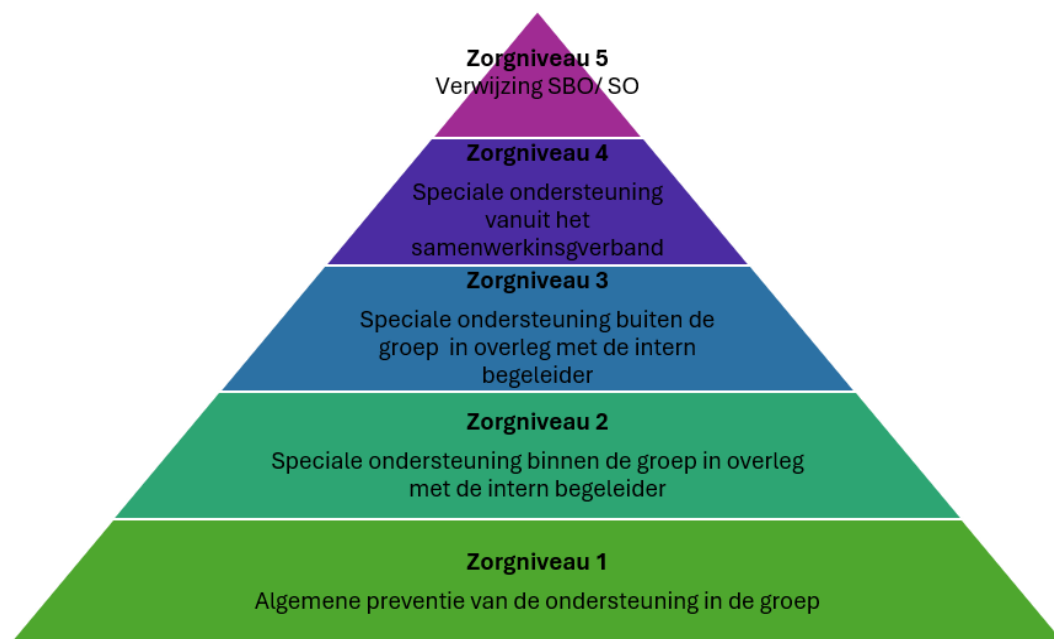 Zorgniveau 5
Verwijzing SBO/ SO
Zorgniveau 4
Speciale ondersteuning
vanuit het
samenwerkinsgverband
Zorgniveau 3
Speciale ondersteuning buiten de
groep  in overleg met de intern
begeleider
Zorgniveau 2
Speciale ondersteuning binnen de groep in overleg
met de intern begeleider
Zorgniveau 1
Algemene preventie van de ondersteuning in de groep